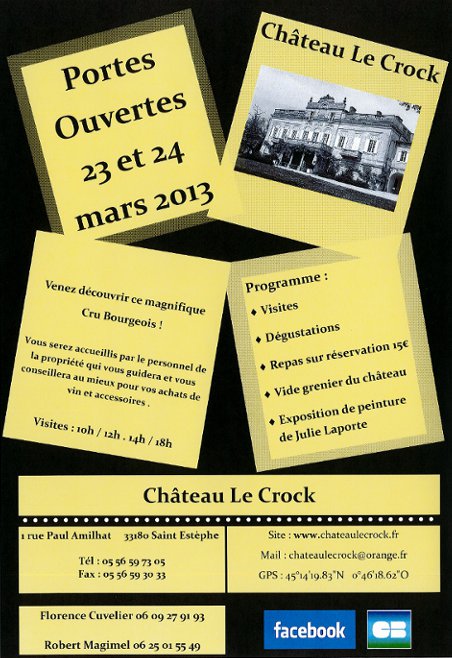 Portes
Ouvertes
23 et 24
mars 2013
Château Le Crock
Venez découvrir ce magnifique
Cru Bourgeois !
Vous serez accueillis par le personnel de
la propriété qui vous guidera et vous
conseillera au mieux pour vos achats de
vin et accessoires .
Visites : 10h / 12h . 14h / 18h
Programme :
♦ Visites
♦ Dégustations
♦ Repas sur réservation 15€
♦ Vide grenier du château
♦ Exposition de peinture
de Julie Laporte
Château Le Crock
1 rue Paul Amilhat 33180 Saint Estèphe
Tél : 05 56 59 73 05
Fax : 05 56 59 30 33
Site : www.chateaulecrock.fr
Mail : chateaulecrock@orange.fr
GPS : 45°14'19.83"N 0°46'18.62"O
Florence Cuvelier 06 09 27 91 93
Robert Magimel 06 25 01 55 49
facebook
CB